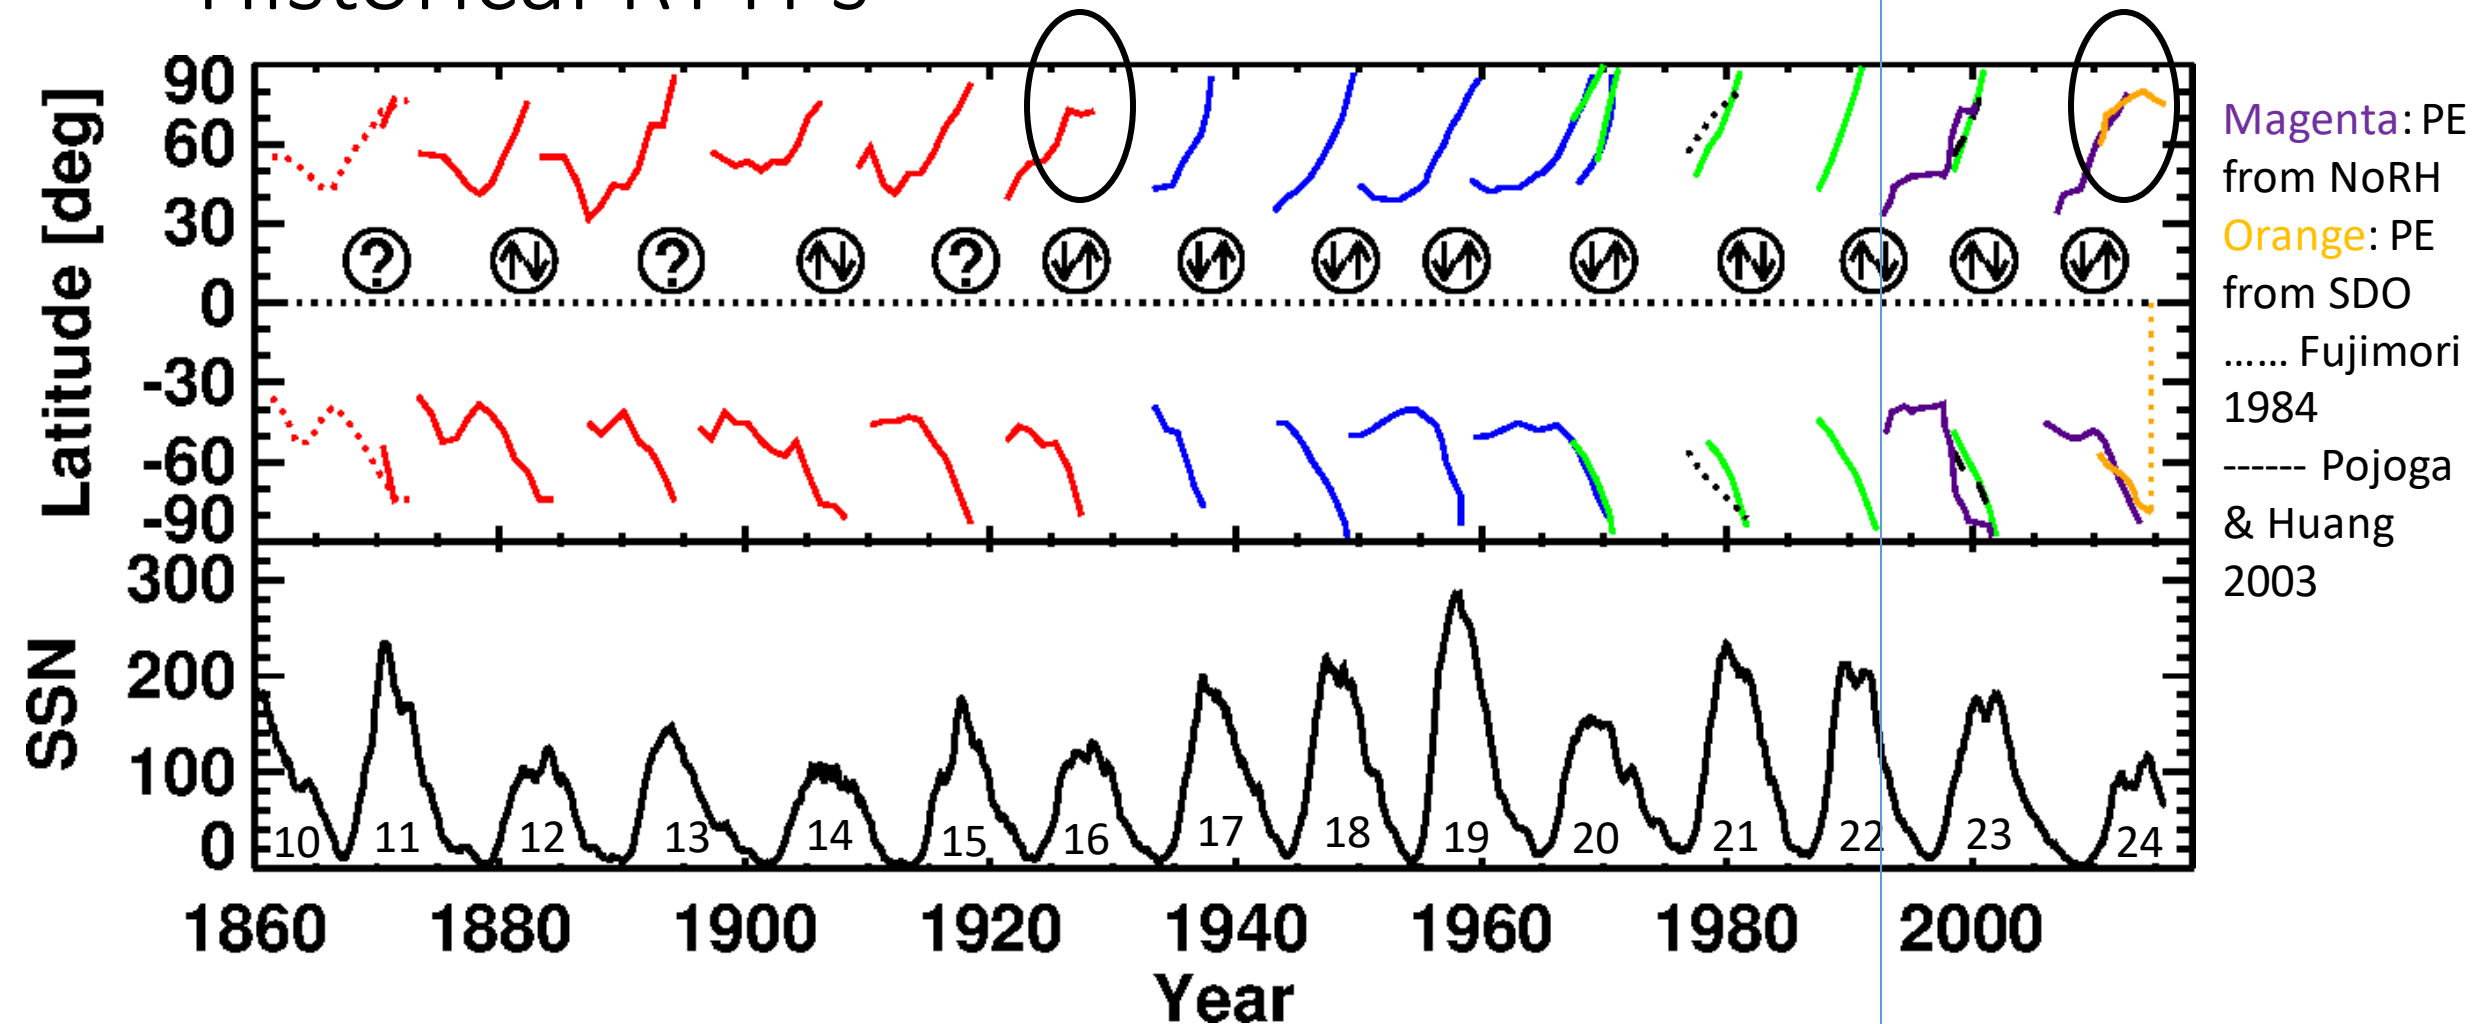 Historical RTTPs
90
60
30
0
-30
-60
-90
Latitude [deg]
? ? ?
300
200
100
0
SSN
10 11 12 13 14 15 16 17 18 19 20 21 22 23 24
1860 1880 1900 1920 1940 1960 1980 2000
Year
Magenta: PE
from NoRH
Orange: PE
from SDO
...... Fujimori
1984
------ Pojoga
& Huang
2003